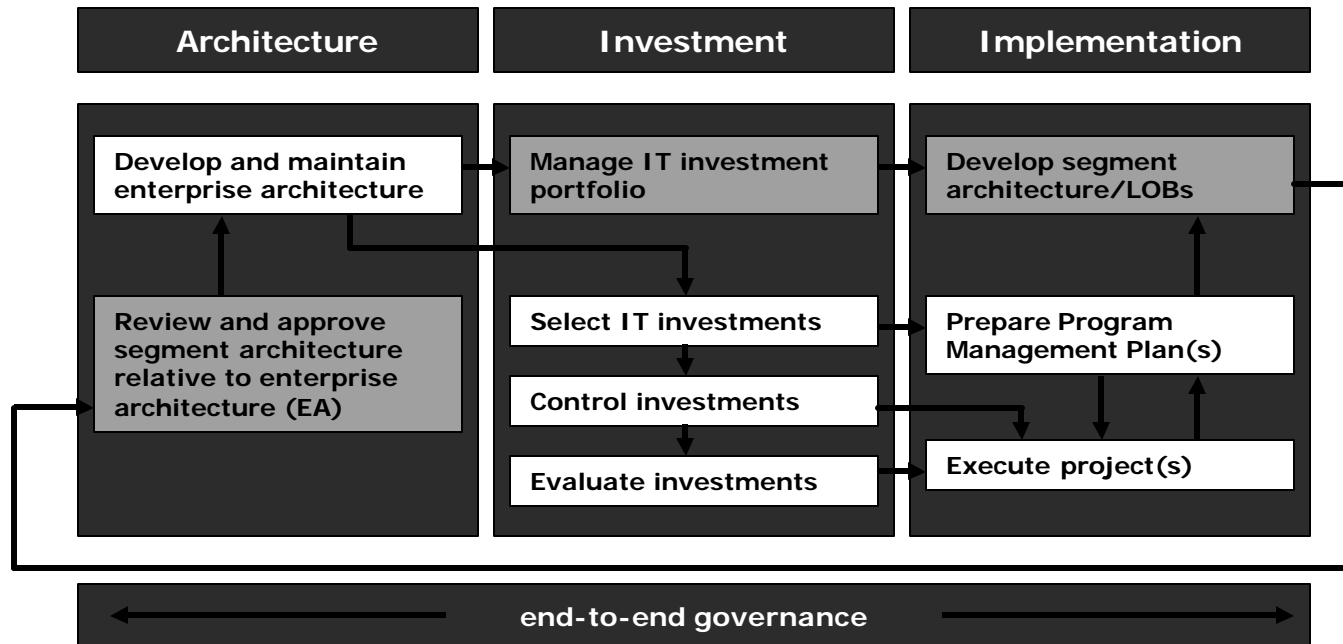 Architecture
Investment
Implementation
Develop and maintain
enterprise architecture
Manage IT investment
portfolio
Develop segment
architecture/LOBs
Review and approve
segment architecture
relative to enterprise
architecture (EA)
Select IT investments
Prepare Program
Management Plan(s)
Control investments
Evaluate investments
Execute project(s)
end-to-end governance